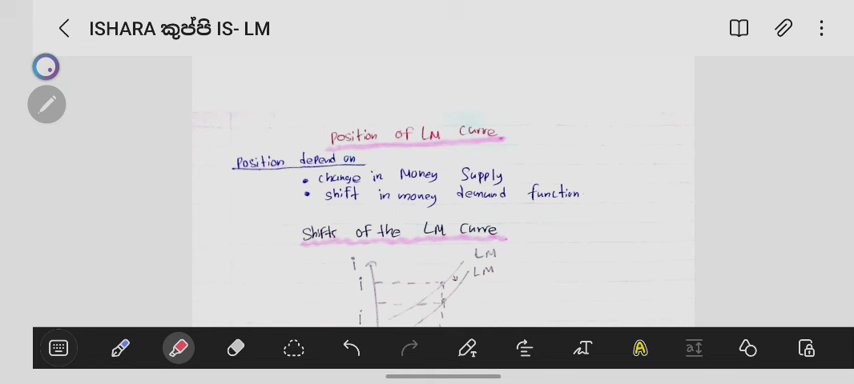 ISHARA කුප්පි IS- LM
Position of LM Curve
Position depend on
• change in Money Supply
• shift in money demand function
Shifts of the LM Curve
i
LM
LM
i
i